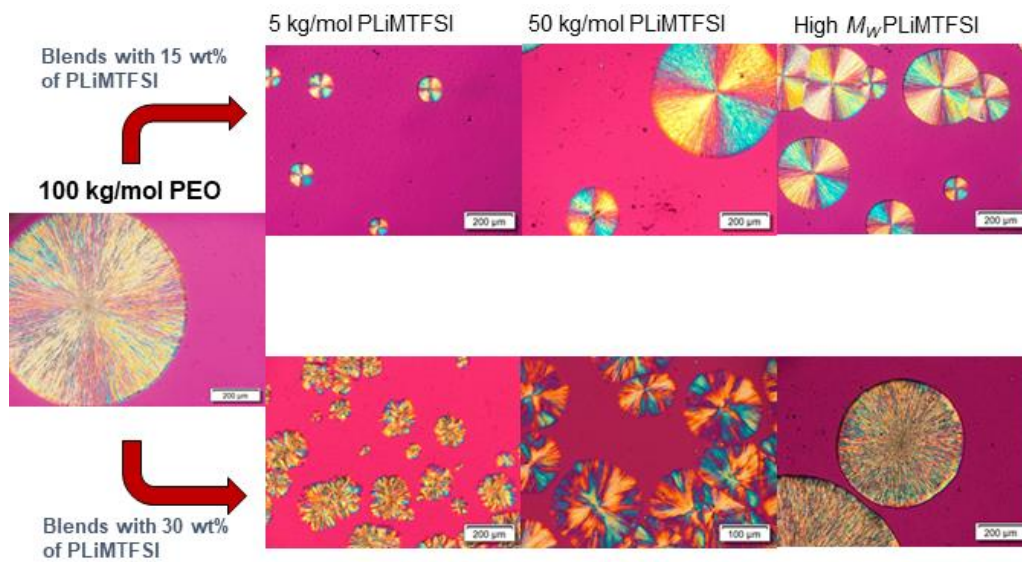 5 kg/mol PLiMTFSI
50 kg/mol PLiMTFSI
High MW PLiMTFSI
Blends with 15 wt%
of PLiMTFSI
200 µm
200 µm
200 µm
100 kg/mol PEO
200 µm
Blends with 30 wt%
of PLiMTFSI
200 µm
100 µm
200 µm